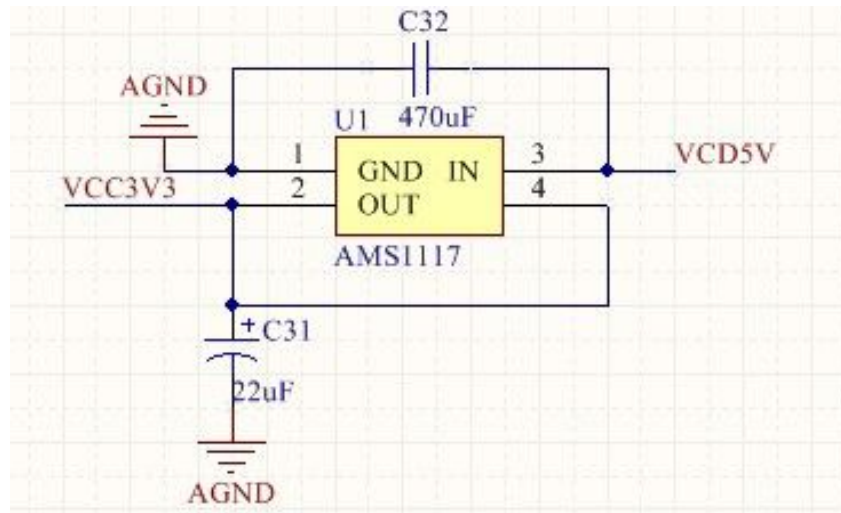 C32
AGND
U1 470uF
1 GND IN 3 VCD5V
VCC3V3 2 OUT 4
AMS1117
+ C31
22uF
AGND